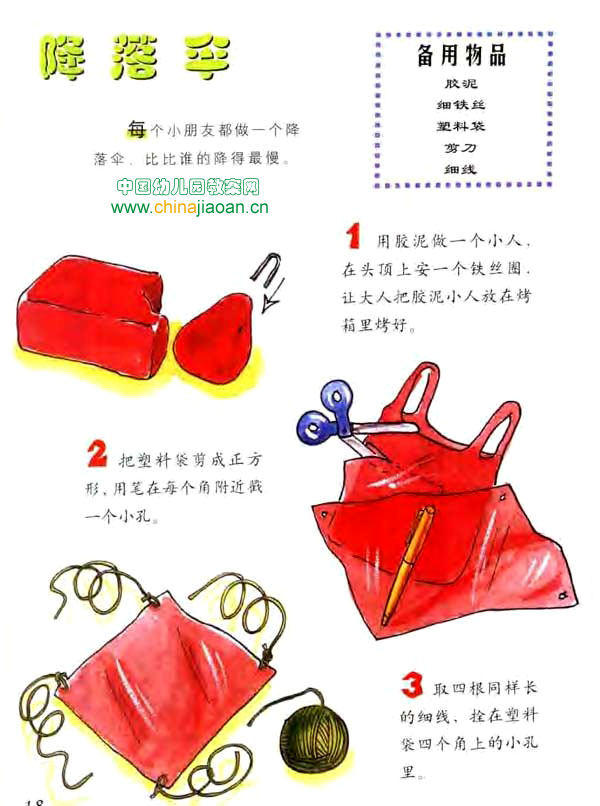 降落伞
备用物品
胶泥
细铁丝
塑料袋
剪刀
细线
每个小朋友都做一个降
落伞，比比谁的降得最慢。
中国幼儿园教案网
www.chinajiaoan.cn
1 用胶泥做一个小人，
在头顶上安一个铁丝圈，
让大人把胶泥小人放在烤
箱里烤好。
2 把塑料袋剪成正方
形，用笔在每个角附近戳
一个小孔。
3 取四根同样长
的细线，拴在塑料
袋四个角上的小孔
里。
18